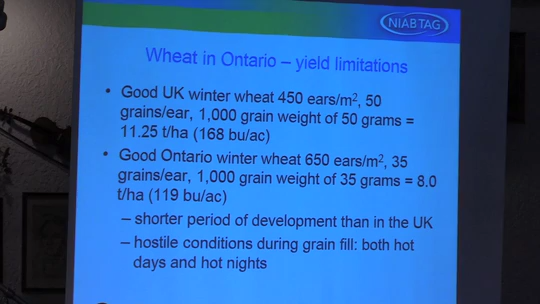 NIAB TAG
Wheat in Ontario – yield limitations
• Good UK winter wheat 450 ears/m², 50
grains/ear, 1,000 grain weight of 50 grams =
11.25 t/ha (168 bu/ac)
• Good Ontario winter wheat 650 ears/m², 35
grains/ear, 1,000 grain weight of 35 grams = 8.0
t/ha (119 bu/ac)
– shorter period of development than in the UK
– hostile conditions during grain fill: both hot
days and hot nights